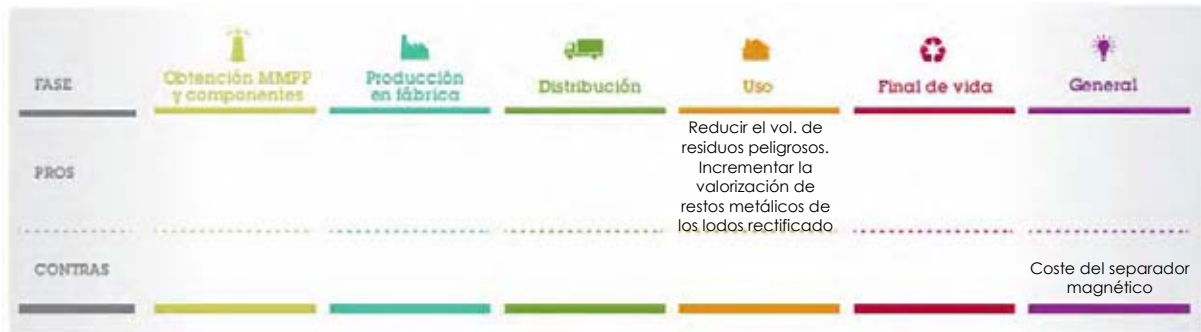 FASE
Obtención MMPP
y componentes
Producción
en fábrica
Distribución
Uso
Final de vida
General
PROS
Reducir el vol. de
residuos peligrosos.
Incrementar la
valorización de
restos metálicos de
los lodos rectificado
CONTRAS
Coste del separador
magnético